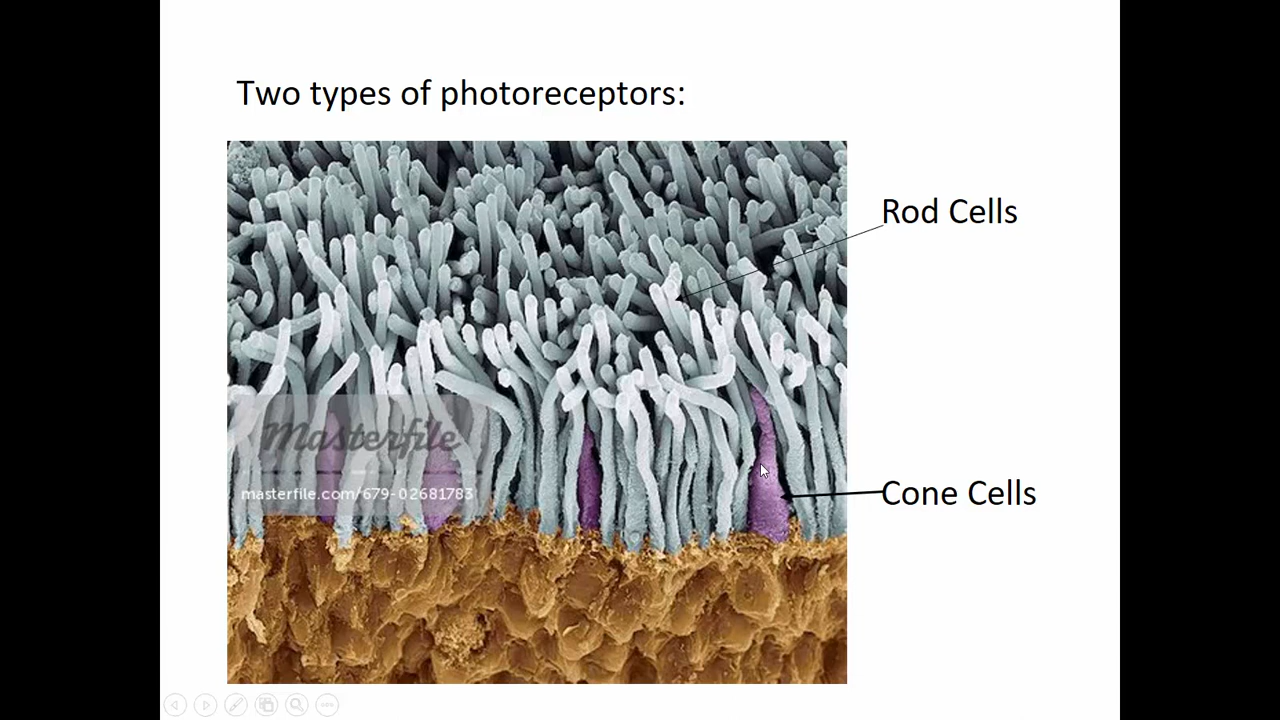 Two types of photoreceptors:
Rod Cells
Masterfile
masterfile.com/679-02681783
Cone Cells